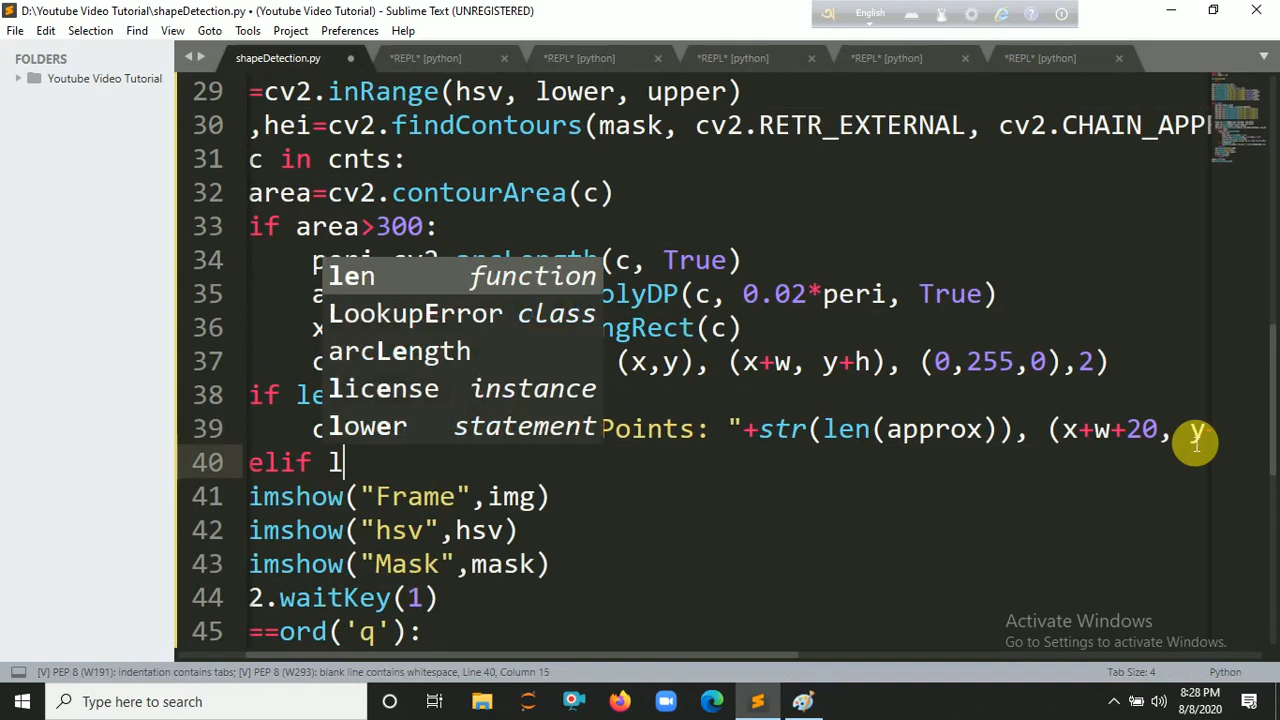 D:\Youtube Video Tutorial\shapeDetection.py • (Youtube Video Tutorial) - Sublime Text (UNREGISTERED)
English
File Edit Selection Find View Goto Tools Project Preferences Help
FOLDERS
Youtube Video Tutorial
shapeDetection.py
*REPL* [python]
*REPL* [python]
*REPL* [python]
*REPL* [python]
*REPL* [python]
29 =cv2.inRange(hsv, lower, upper)
30 ,hei=cv2.findContours(mask, cv2.RETR_EXTERNAL, cv2.CHAIN_APP
31 c in cnts:
32 area=cv2.contourArea(c)
33 if area>300:
34 (c, True)
35 olyDP(c, 0.02*peri, True)
36 x ngRect(c)
37 c (x,y), (x+w, y+h), (0,255,0),2)
38 if le
39 c Points: "+str(len(approx)), (x+w+20, y
40 elif l
len function
LookupError class
arcLength
license instance
lower statement
41 imshow("Frame",img)
42 imshow("hsv",hsv)
43 imshow("Mask",mask)
44 2.waitKey(1)
45 ==ord('q'):
Activate Windows
Go to Settings to activate Windows.
[V] PEP 8 (W191): indentation contains tabs; [V] PEP 8 (W293): blank line contains whitespace, Line 40, Column 15
Tab Size: 4
Python
Type here to search
8:28 PM
8/8/2020